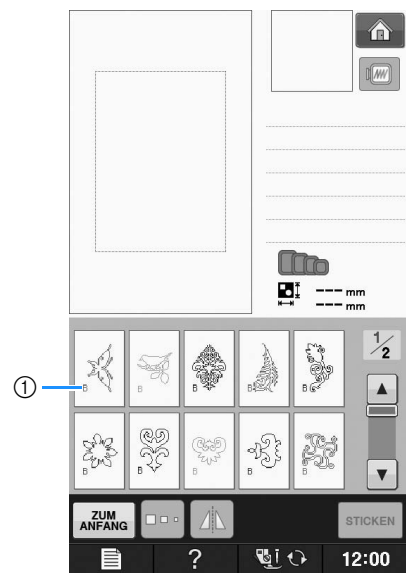 --- mm
--- mm
1/2
①
B B B B B
B B B B B
ZUM
ANFANG
STICKEN
?
12:00